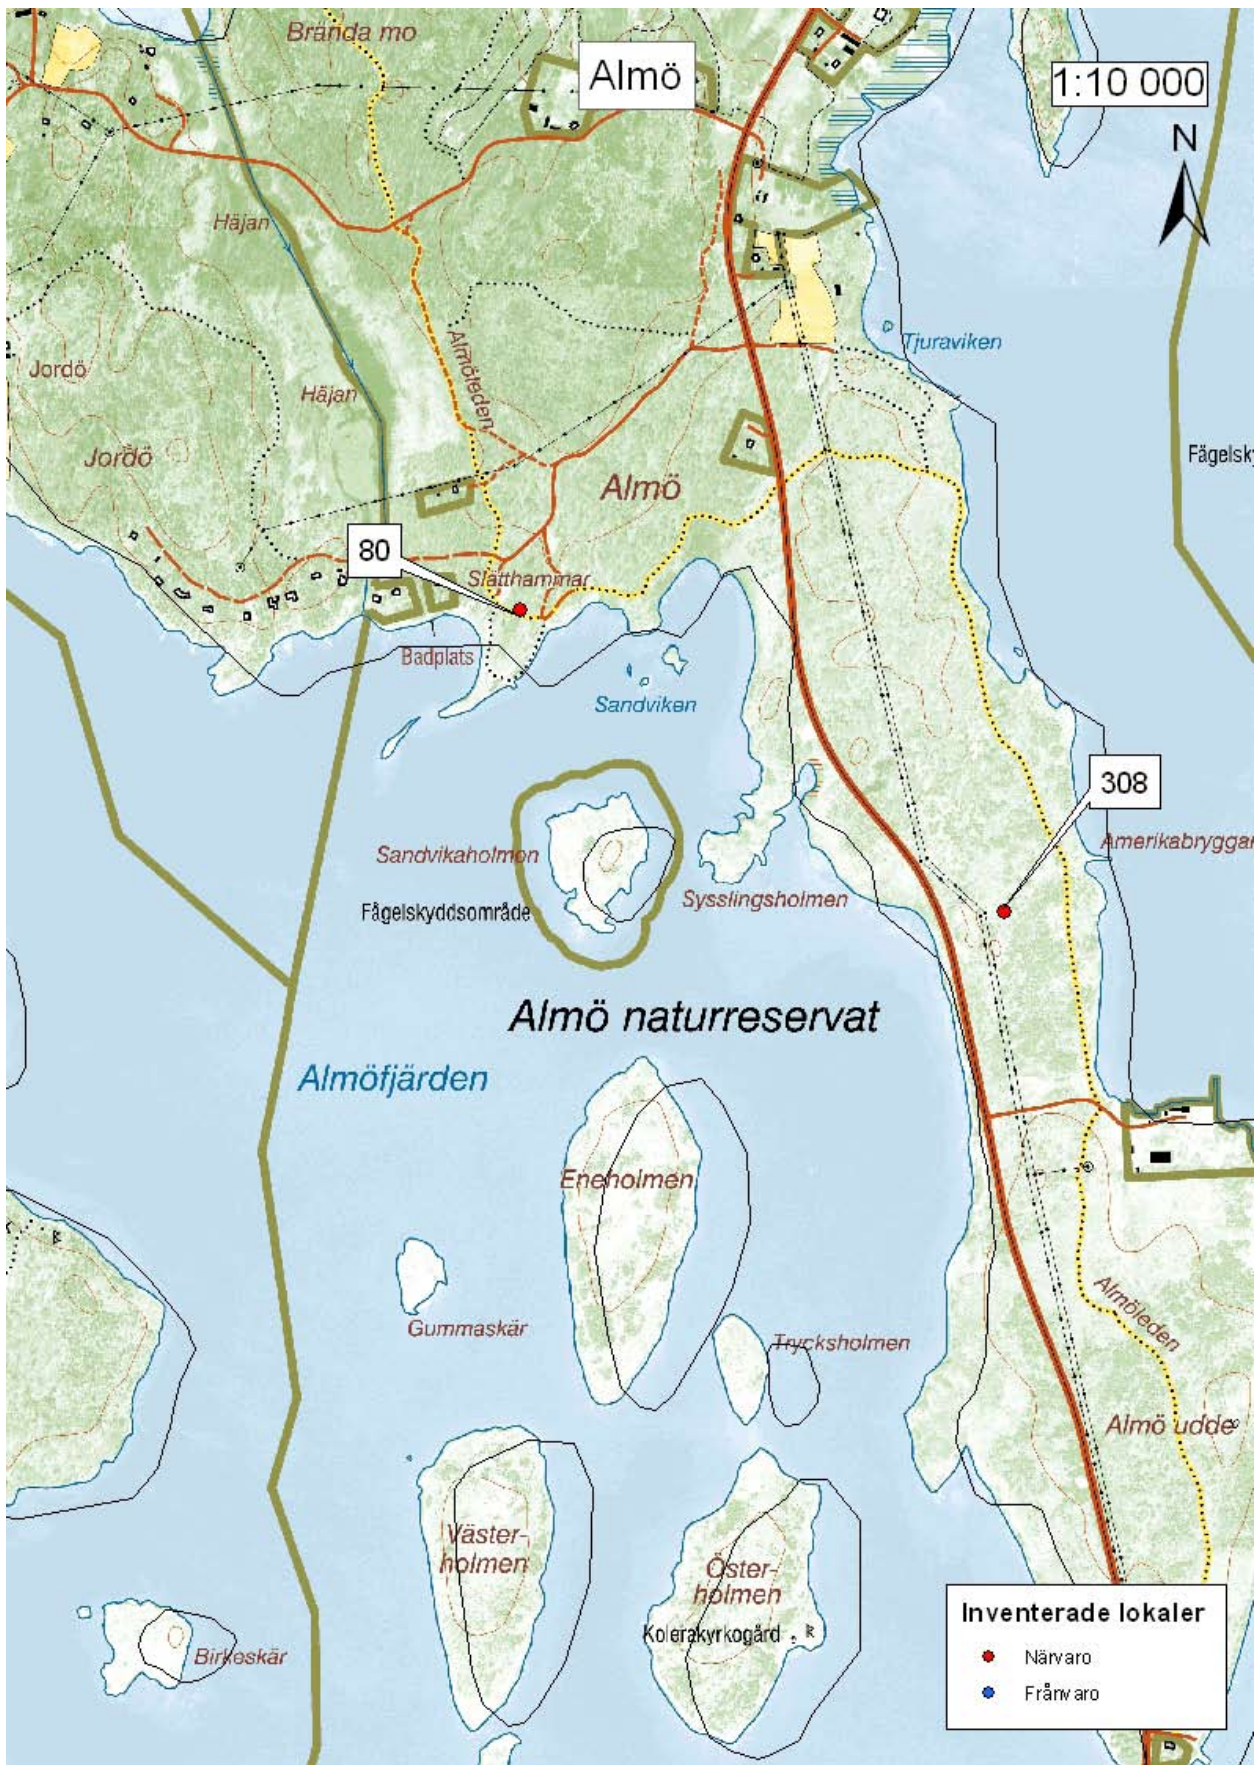 Brända mo
Almö
1:10 000
N
Häjan
Tjuraviken
Jordö
Häjan
Almöleden
Jordö
Almö
80
Slätthammar
Badplats
Sandviken
308
Sandvikaholmen
Amerikabryggan
Sysslingsholmen
Fågelskyddsområde
Almö naturreservat
Almöfjärden
Eneholmen
Gummaskär
Trycksholmen
Almöleden
Almö udde
Väster-
holmen
Öster-
holmen
Kolerakyrkogård
R
R
Birkeskär
Inventerade lokaler
Närvaro
Frånvaro